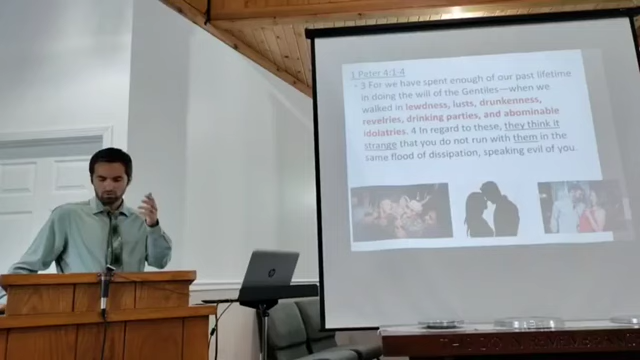 1 Peter 4:1-4
• 3 For we have spent enough of our past lifetime
in doing the will of the Gentiles—when we
walked in lewdness, lusts, drunkenness,
revelries, drinking parties, and abominable
idolatries. 4 In regard to these, they think it
strange that you do not run with them in the
same flood of dissipation, speaking evil of you.